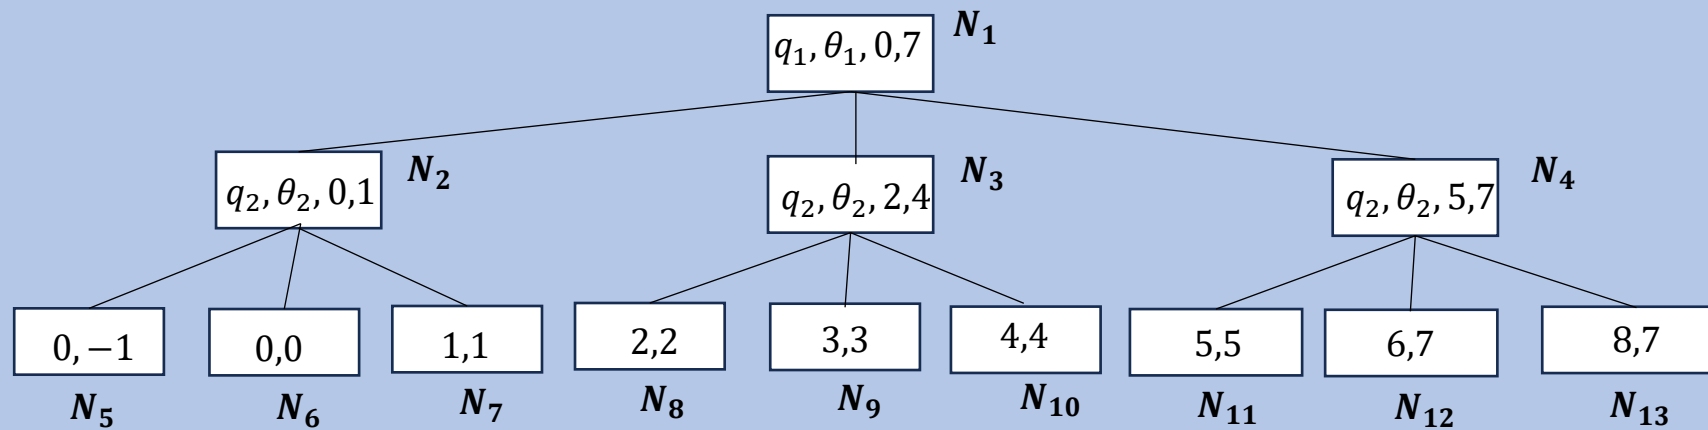 q₁, θ₁, 0,7 N₁
q₂, θ₂, 0,1 N₂ q₂, θ₂, 2,4 N₃ q₂, θ₂, 5,7 N₄
0, −1 0,0 1,1 2,2 3,3 4,4 5,5 6,7 8,7
N₅ N₆ N₇ N₈ N₉ N₁₀ N₁₁ N₁₂ N₁₃